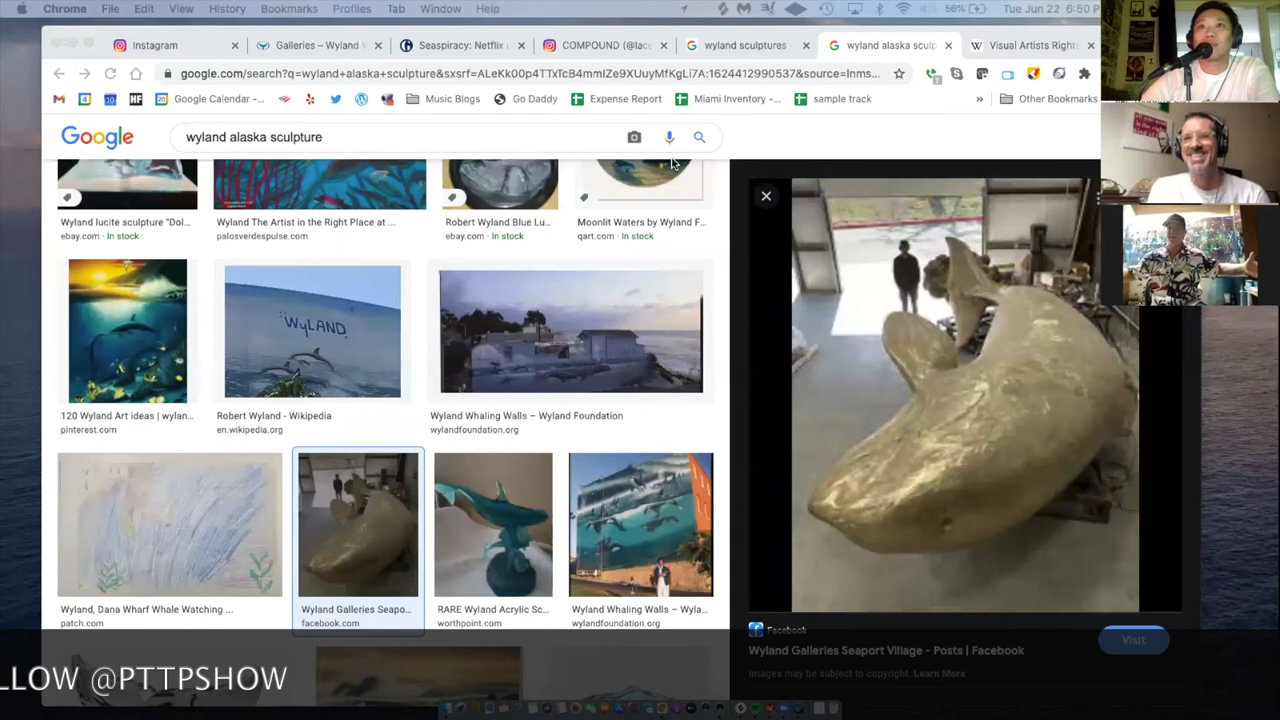 Chrome File Edit View History Bookmarks Profiles Tab Window Help 56% Tue Jun 22 6:50 P
Instagram Galleries – Wyland Seaspiracy: Netflix COMPOUND (@lacc wyland sculptures - wyland alaska sculp Visual Artists Right
google.com/search?q=wyland+alaska+sculpture&sxsrf=ALeKk00p4TTxTcB4mmIZe9XUuyMfKgLi7A:1624412990537&source=lnms...
Google Calendar -... Music Blogs Go Daddy Expense Report Miami Inventory -... sample track » Other Bookmarks
Google wyland alaska sculpture
Wyland lucite sculpture "Dol... Wyland The Artist in the Right Place at ... Robert Wyland Blue Lu... Moonlit Waters by Wyland F...
ebay.com · In stock palosverdespulse.com ebay.com · In stock qart.com · In stock
WyLAND
120 Wyland Art ideas | wylan... Robert Wyland - Wikipedia Wyland Whaling Walls – Wyland Foundation
pinterest.com en.wikipedia.org wylandfoundation.org
Wyland, Dana Wharf Whale Watching ... Wyland Galleries Seapo... RARE Wyland Acrylic Sc... Wyland Whaling Walls – Wyla...
patch.com facebook.com worthpoint.com wylandfoundation.org
Facebook
Wyland Galleries Seaport Village - Posts | Facebook
Visit
Images may be subject to copyright. Learn More
LLOW @PTTPSHOW